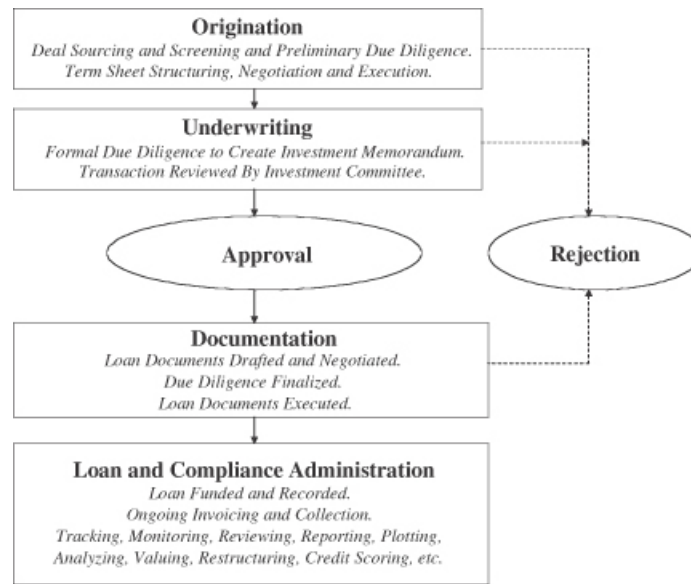 Origination
Deal Sourcing and Screening and Preliminary Due Diligence.
Term Sheet Structuring, Negotiation and Execution.
Underwriting
Formal Due Diligence to Create Investment Memorandum.
Transaction Reviewed By Investment Committee.
Approval
Rejection
Documentation
Loan Documents Drafted and Negotiated.
Due Diligence Finalized.
Loan Documents Executed.
Loan and Compliance Administration
Loan Funded and Recorded.
Ongoing Invoicing and Collection.
Tracking, Monitoring, Reviewing, Reporting, Plotting,
Analyzing, Valuing, Restructuring, Credit Scoring, etc.